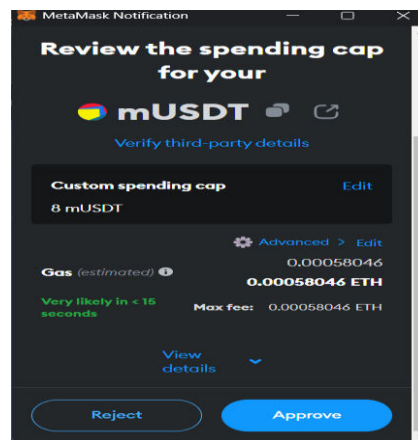 MetaMask Notification
Review the spending cap
for your
mUSDT
Verify third-party details
Custom spending cap Edit
8 mUSDT
Advanced > Edit
0.00058046
Gas (estimated) 0.00058046 ETH
Very likely in < 15
seconds Max fee: 0.00058046 ETH
View
details
Reject Approve